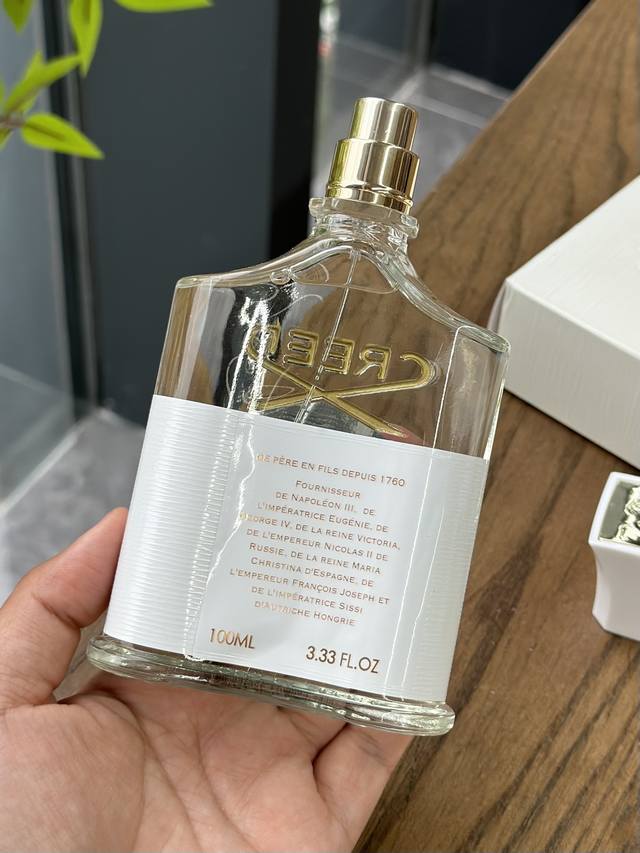 CREED
DE PÈRE EN FILS DEPUIS 1760
FOURNISSEUR
DE NAPOLÉON III, DE
L'IMPÉRATRICE EUGÉNIE, DE
GEORGE IV, DE LA REINE VICTORIA,
DE L'EMPEREUR NICOLAS II DE
RUSSIE, DE LA REINE MARIA
CHRISTINA D'ESPAGNE, DE
L'EMPEREUR FRANÇOIS JOSEPH ET
DE L'IMPÉRATRICE SISSI
D'AUTRICHE HONGRIE
100ML 3.33 FL.OZ